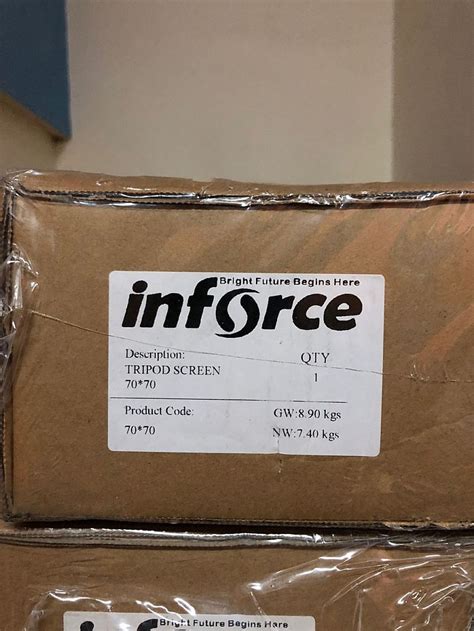 Bright Future Begins Here
inforce
Description: QTY
TRIPOD SCREEN 1
70*70
Product Code: GW:8.90 kgs
70*70 NW:7.40 kgs
Bright Future Begins Here